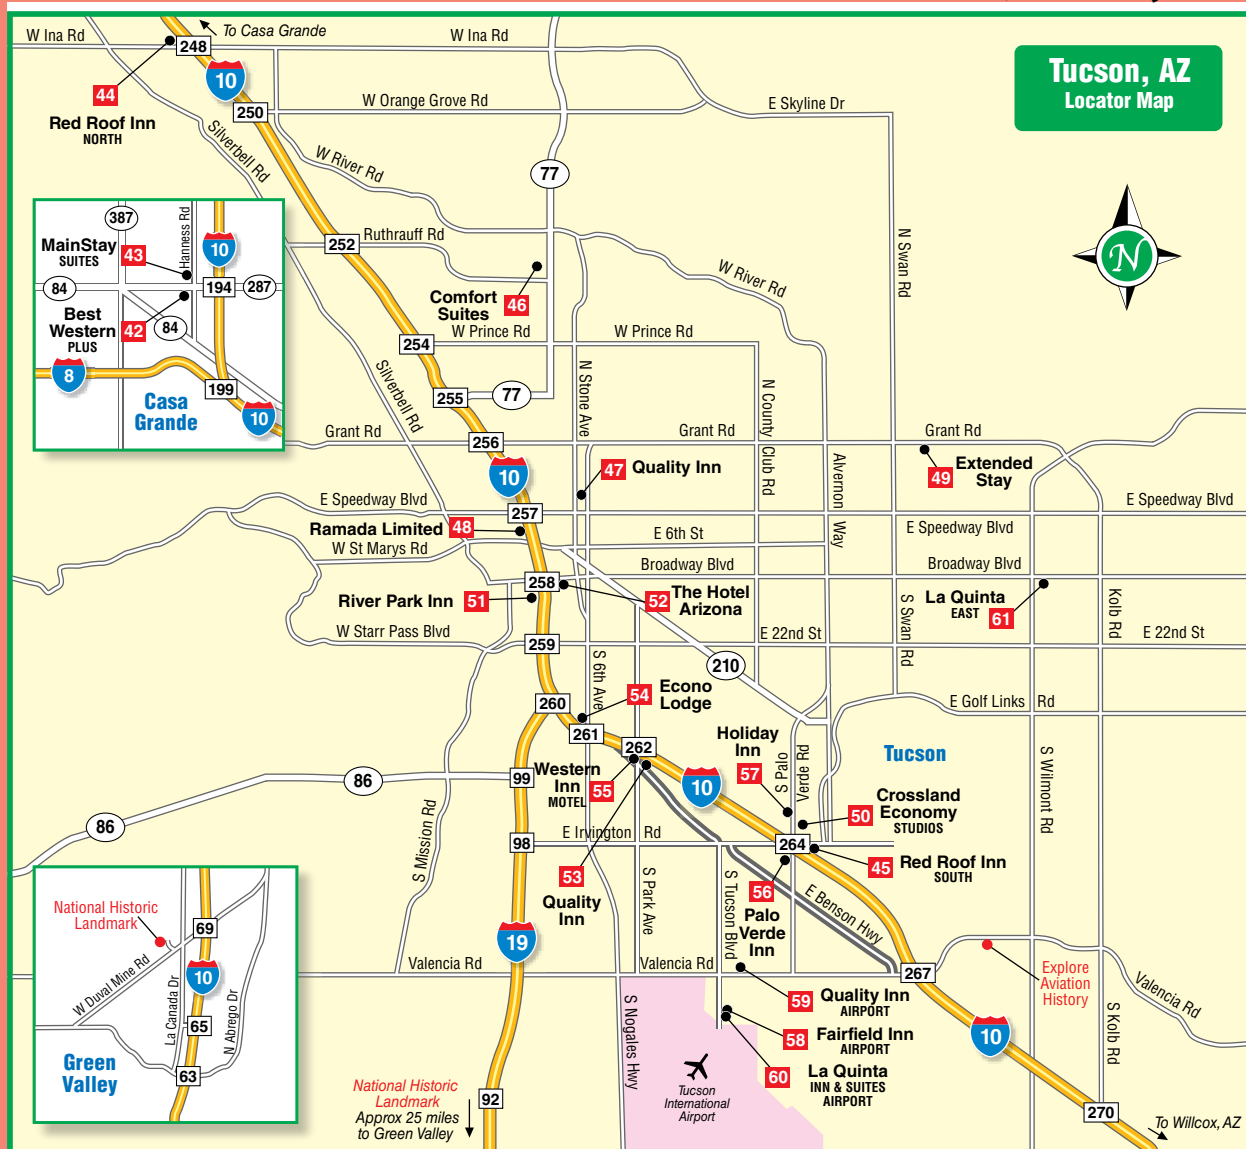 To Casa Grande
W Ina Rd
W Ina Rd
248
10
44
Red Roof Inn
NORTH
250
W Orange Grove Rd
E Skyline Dr
Tucson, AZ
Locator Map
Silverbell Rd
W River Rd
77
N
387
Hanness Rd
10
MainStay
SUITES
43
84
194
287
Best
Western
PLUS
42
84
8
199
10
Casa
Grande
252
Ruthrauff Rd
N Swan Rd
W River Rd
Comfort
Suites
46
W Prince Rd
W Prince Rd
254
Silverbell Rd
N Stone Ave
N County
Club Rd
255
77
Grant Rd
256
Grant Rd
Grant Rd
10
47
Quality Inn
Alvernon
Way
49
Extended
Stay
E Speedway Blvd
257
E Speedway Blvd
E Speedway Blvd
Ramada Limited
48
W St Marys Rd
E 6th St
Broadway Blvd
Broadway Blvd
258
River Park Inn
51
52
The Hotel
Arizona
La Quinta
EAST
61
Kolb Rd
S Swan Rd
W Starr Pass Blvd
259
E 22nd St
E 22nd St
S 6th Ave
210
54
Econo
Lodge
260
E Golf Links Rd
261
262
Holiday
Inn
57
S Palo
Verde Rd
Tucson
S Wilmont Rd
86
86
99
Western
Inn
MOTEL
55
10
50
Crossland
Economy
STUDIOS
S Mission Rd
98
E Irvington Rd
264
45
Red Roof Inn
SOUTH
53
Quality
Inn
S Park Ave
S Tucson Blvd
56
Palo
Verde
Inn
E Benson Hwy
19
Valencia Rd
Valencia Rd
267
Explore
Aviation
History
Valencia Rd
59
Quality Inn
AIRPORT
58
Fairfield Inn
AIRPORT
60
La Quinta
INN & SUITES
AIRPORT
S Nogales Hwy
Tucson
International
Airport
10
S Kolb Rd
270
To Willcox, AZ
National Historic
Landmark
69
W Duval Mine Rd
La Canada Dr
10
N Abrego Dr
65
63
Green
Valley
National Historic
Landmark
Approx 25 miles
to Green Valley
92